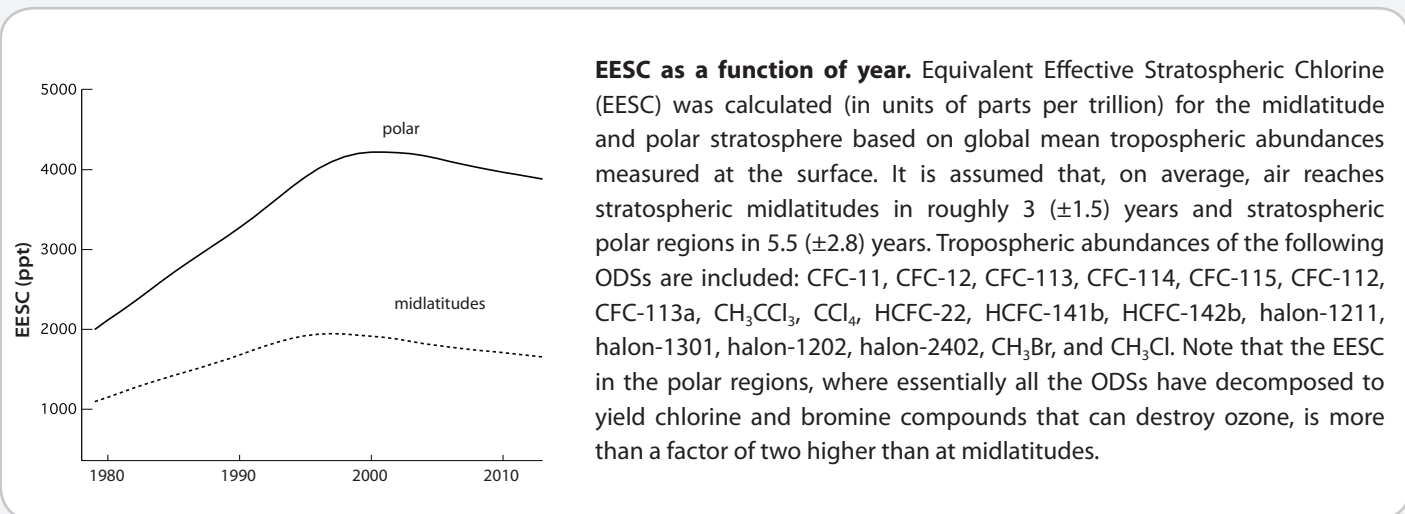 5000
4000
3000
2000
1000
EESC (ppt)
polar
midlatitudes
1980 1990 2000 2010
EESC as a function of year. Equivalent Effective Stratospheric Chlorine
(EESC) was calculated (in units of parts per trillion) for the midlatitude
and polar stratosphere based on global mean tropospheric abundances
measured at the surface. It is assumed that, on average, air reaches
stratospheric midlatitudes in roughly 3 (±1.5) years and stratospheric
polar regions in 5.5 (±2.8) years. Tropospheric abundances of the following
ODSs are included: CFC-11, CFC-12, CFC-113, CFC-114, CFC-115, CFC-112,
CFC-113a, CH₃CCl₃, CCl₄, HCFC-22, HCFC-141b, HCFC-142b, halon-1211,
halon-1301, halon-1202, halon-2402, CH₃Br, and CH₃Cl. Note that the EESC
in the polar regions, where essentially all the ODSs have decomposed to
yield chlorine and bromine compounds that can destroy ozone, is more
than a factor of two higher than at midlatitudes.